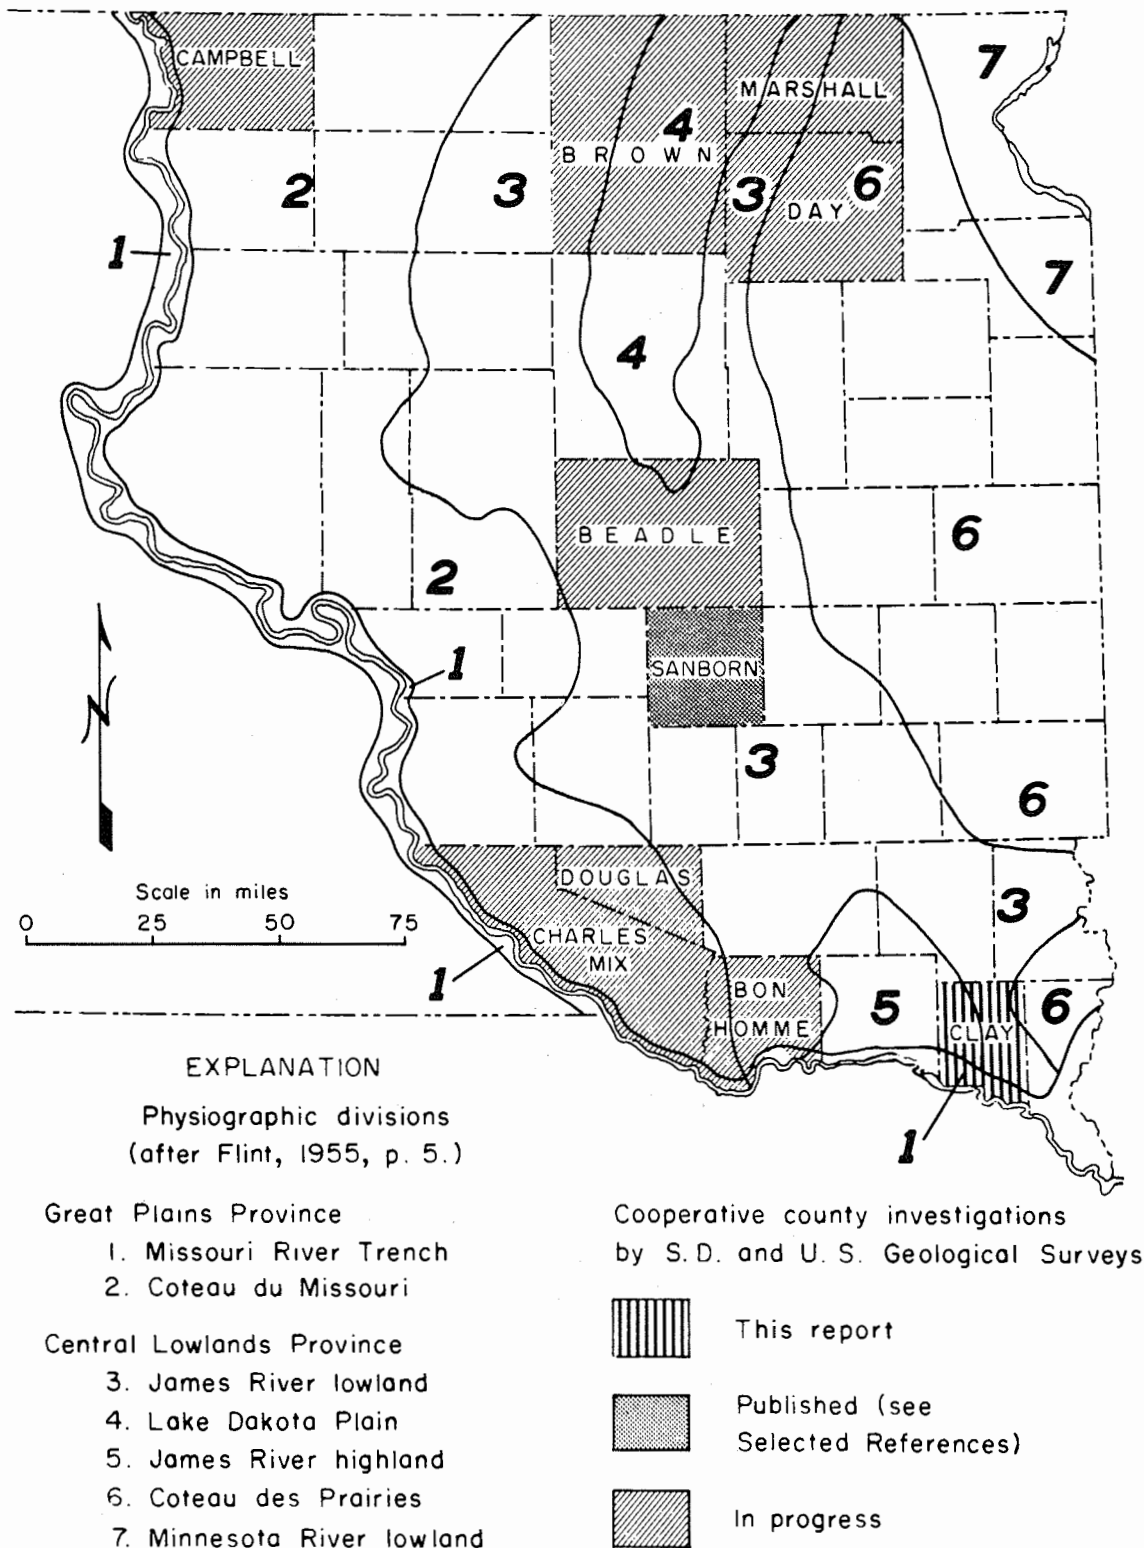 CAMPBELL
MARSHALL
7
4
BROWN
2
3
3
DAY
6
1
7
4
BEADLE
6
2
SANBORN
1
3
6
N
Scale in miles
0 25 50 75
DOUGLAS
CHARLES
MIX
3
1
BON
HOMME
5
CLAY
6
1
EXPLANATION
Physiographic divisions
(after Flint, 1955, p. 5.)
Great Plains Province
1. Missouri River Trench
2. Coteau du Missouri
Central Lowlands Province
3. James River lowland
4. Lake Dakota Plain
5. James River highland
6. Coteau des Prairies
7. Minnesota River lowland
Cooperative county investigations
by S.D. and U.S. Geological Surveys
This report
Published (see
Selected References)
In progress